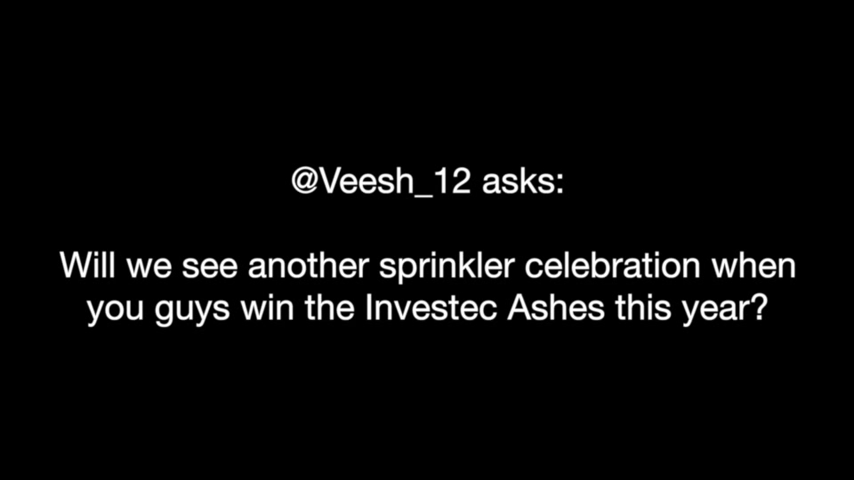 @Veesh_12 asks:
Will we see another sprinkler celebration when
you guys win the Investec Ashes this year?